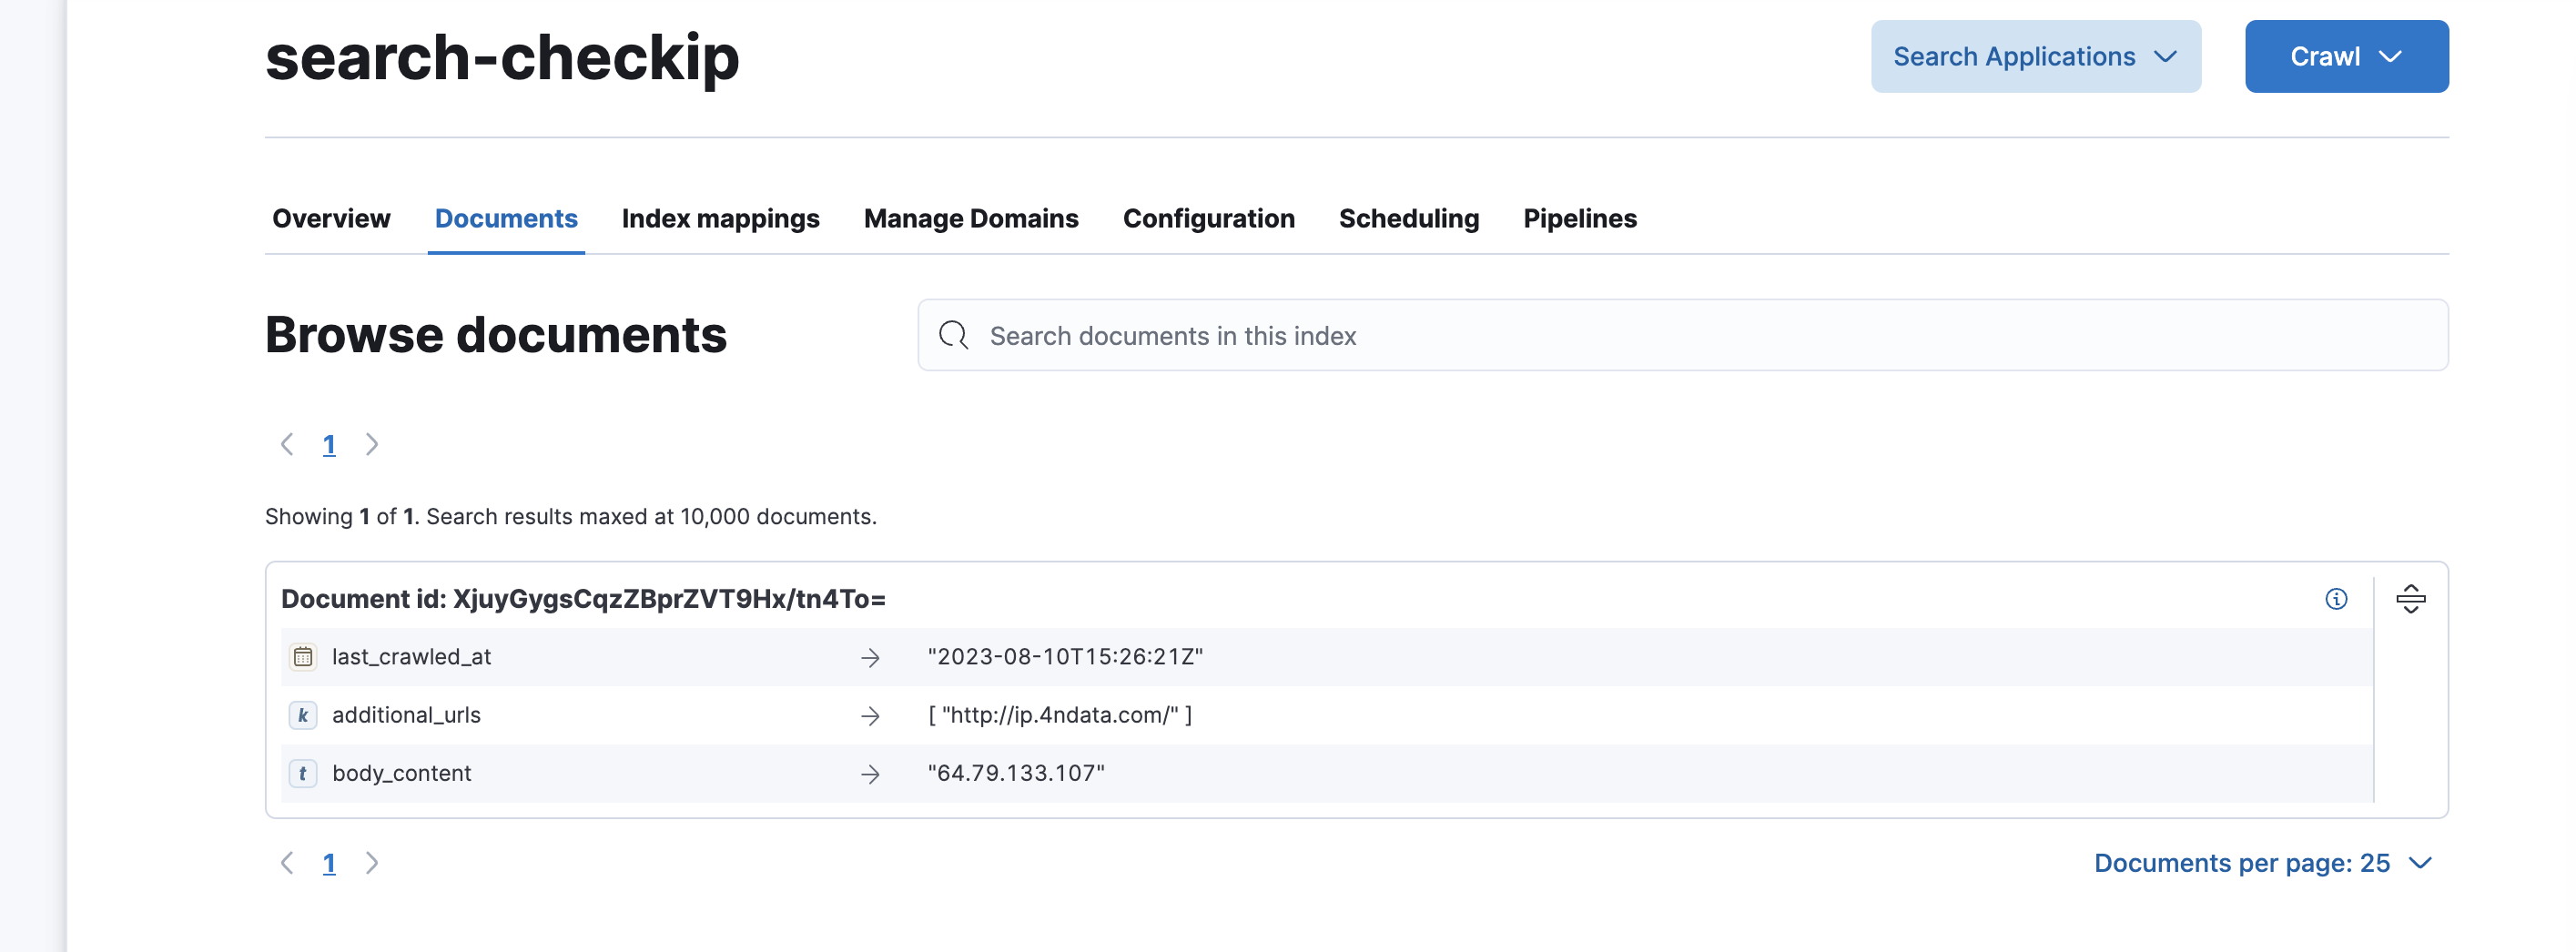 search-checkip
Search Applications
Crawl
Overview Documents Index mappings Manage Domains Configuration Scheduling Pipelines
Browse documents
Search documents in this index
1
Showing 1 of 1. Search results maxed at 10,000 documents.
Document id: XjuyGygsCqzZBprZVT9Hx/tn4To=
last_crawled_at → "2023-08-10T15:26:21Z"
k additional_urls → [ "http://ip.4ndata.com/" ]
t body_content → "64.79.133.107"
1
Documents per page: 25